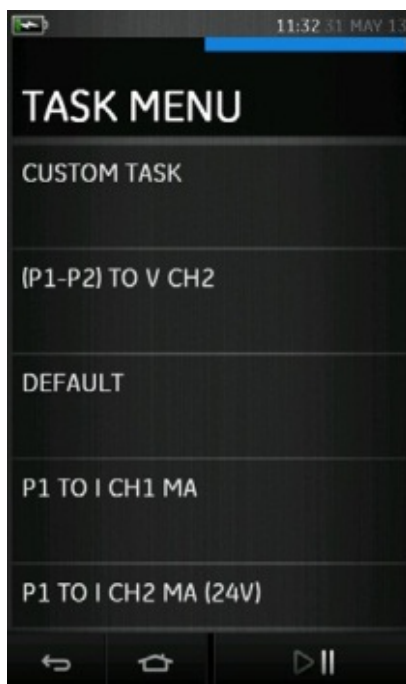 11:32 31 MAY 13
TASK MENU
CUSTOM TASK
(P1-P2) TO V CH2
DEFAULT
P1 TO I CH1 MA
P1 TO I CH2 MA (24V)